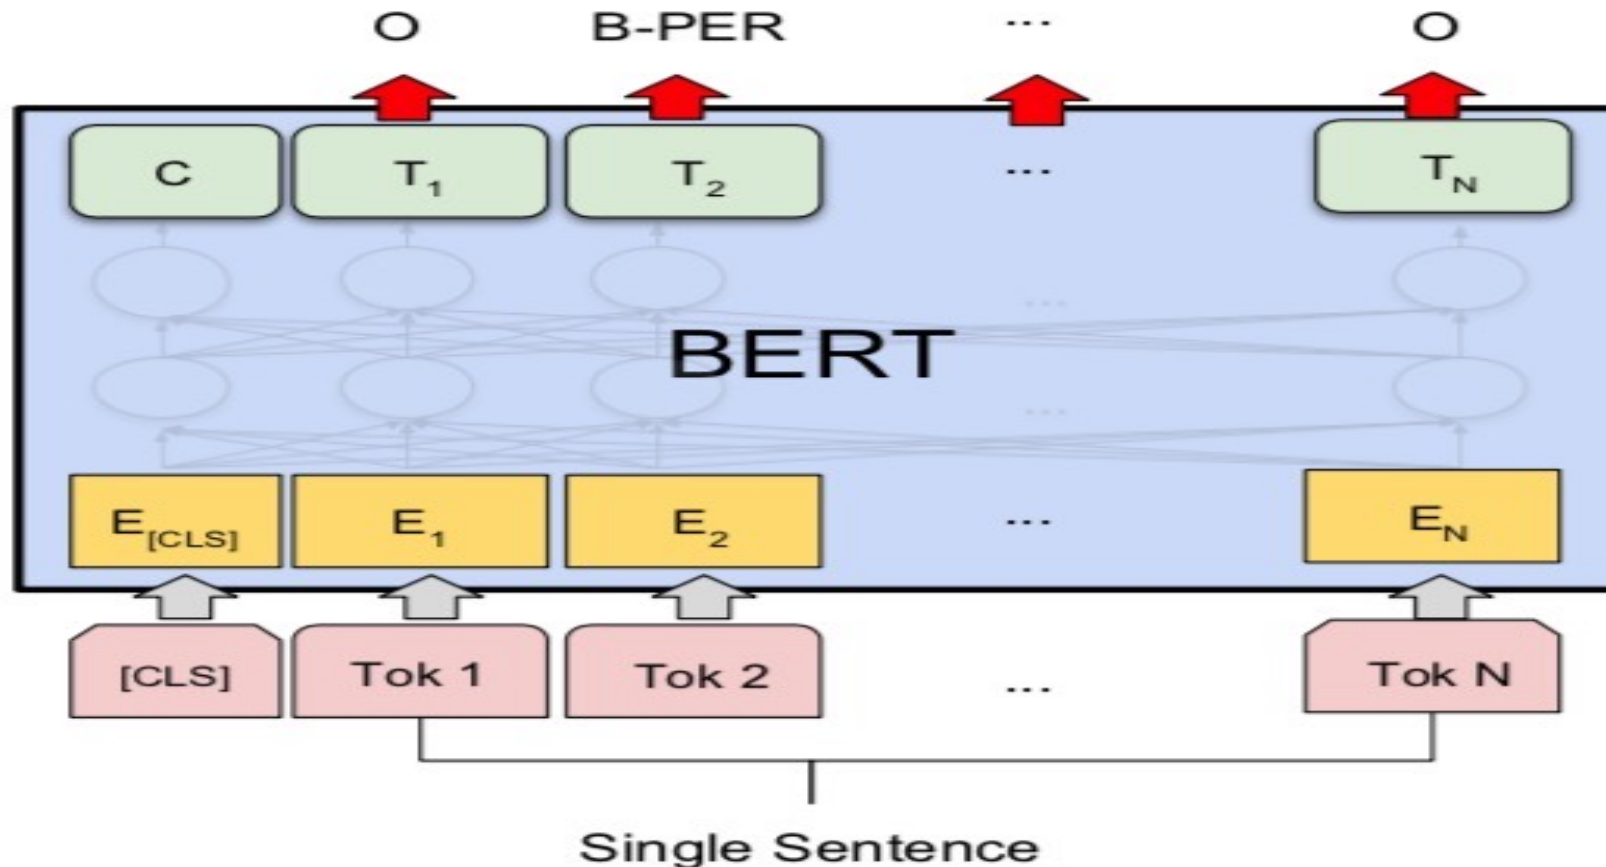 O B-PER ... O
C T1 T2 ... TN
...
BERT
...
E[CLS] E1 E2 ... EN
[CLS] Tok 1 Tok 2 ... Tok N
Single Sentence